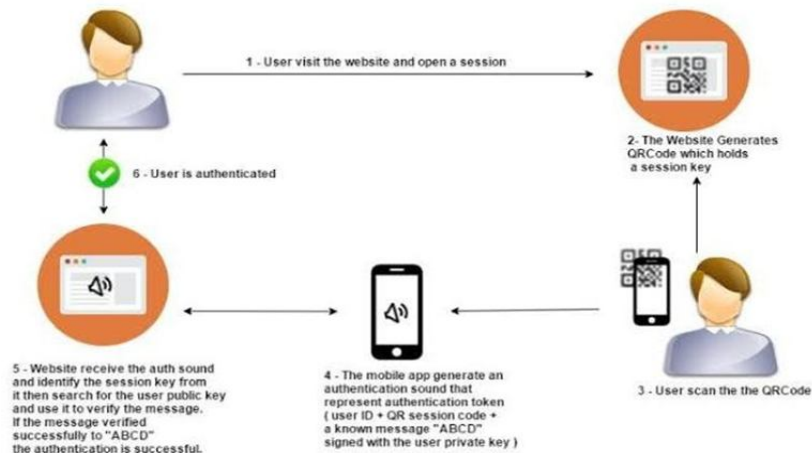 1 - User visit the website and open a session
2- The Website Generates
QRCode which holds
a session key
6 - User is authenticated
5 - Website receive the auth sound
and identify the session key from
it then search for the user public key
and use it to verify the message.
If the message verified
successfully to "ABCD"
the authentication is successful.
4 - The mobile app generate an
authentication sound that
represent authentication token
( user ID + QR session code +
a known message "ABCD"
signed with the user private key )
3 - User scan the the QRCode